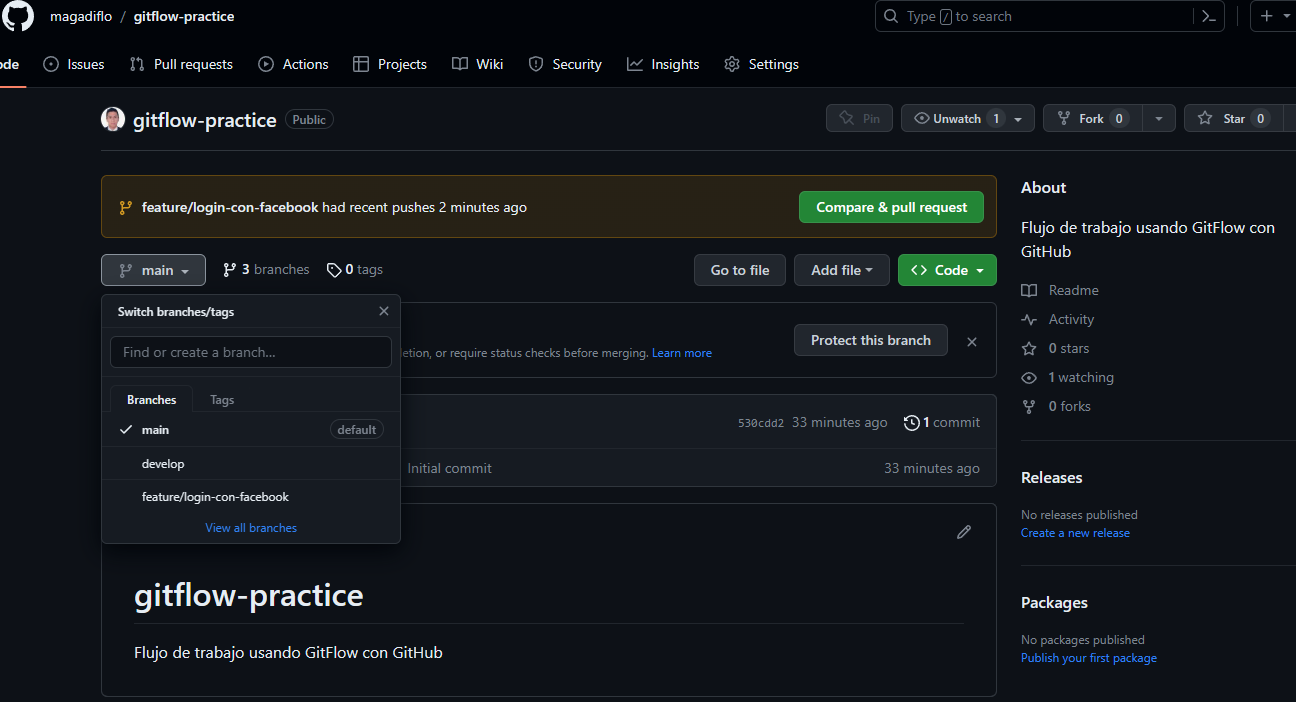 magadiflo / gitflow-practice
Type / to search
ode Issues Pull requests Actions Projects Wiki Security Insights Settings
gitflow-practice Public
Pin Unwatch 1 Fork 0 Star 0
feature/login-con-facebook had recent pushes 2 minutes ago
Compare & pull request
main 3 branches 0 tags
Go to file Add file Code
Switch branches/tags
Find or create a branch...
Branches Tags
main default
develop
feature/login-con-facebook
View all branches
etion, or require status checks before merging. Learn more
Protect this branch
530cdd2 33 minutes ago 1 commit
Initial commit 33 minutes ago
gitflow-practice
Flujo de trabajo usando GitFlow con GitHub
About
Flujo de trabajo usando GitFlow con
GitHub
Readme
Activity
0 stars
1 watching
0 forks
Releases
No releases published
Create a new release
Packages
No packages published
Publish your first package